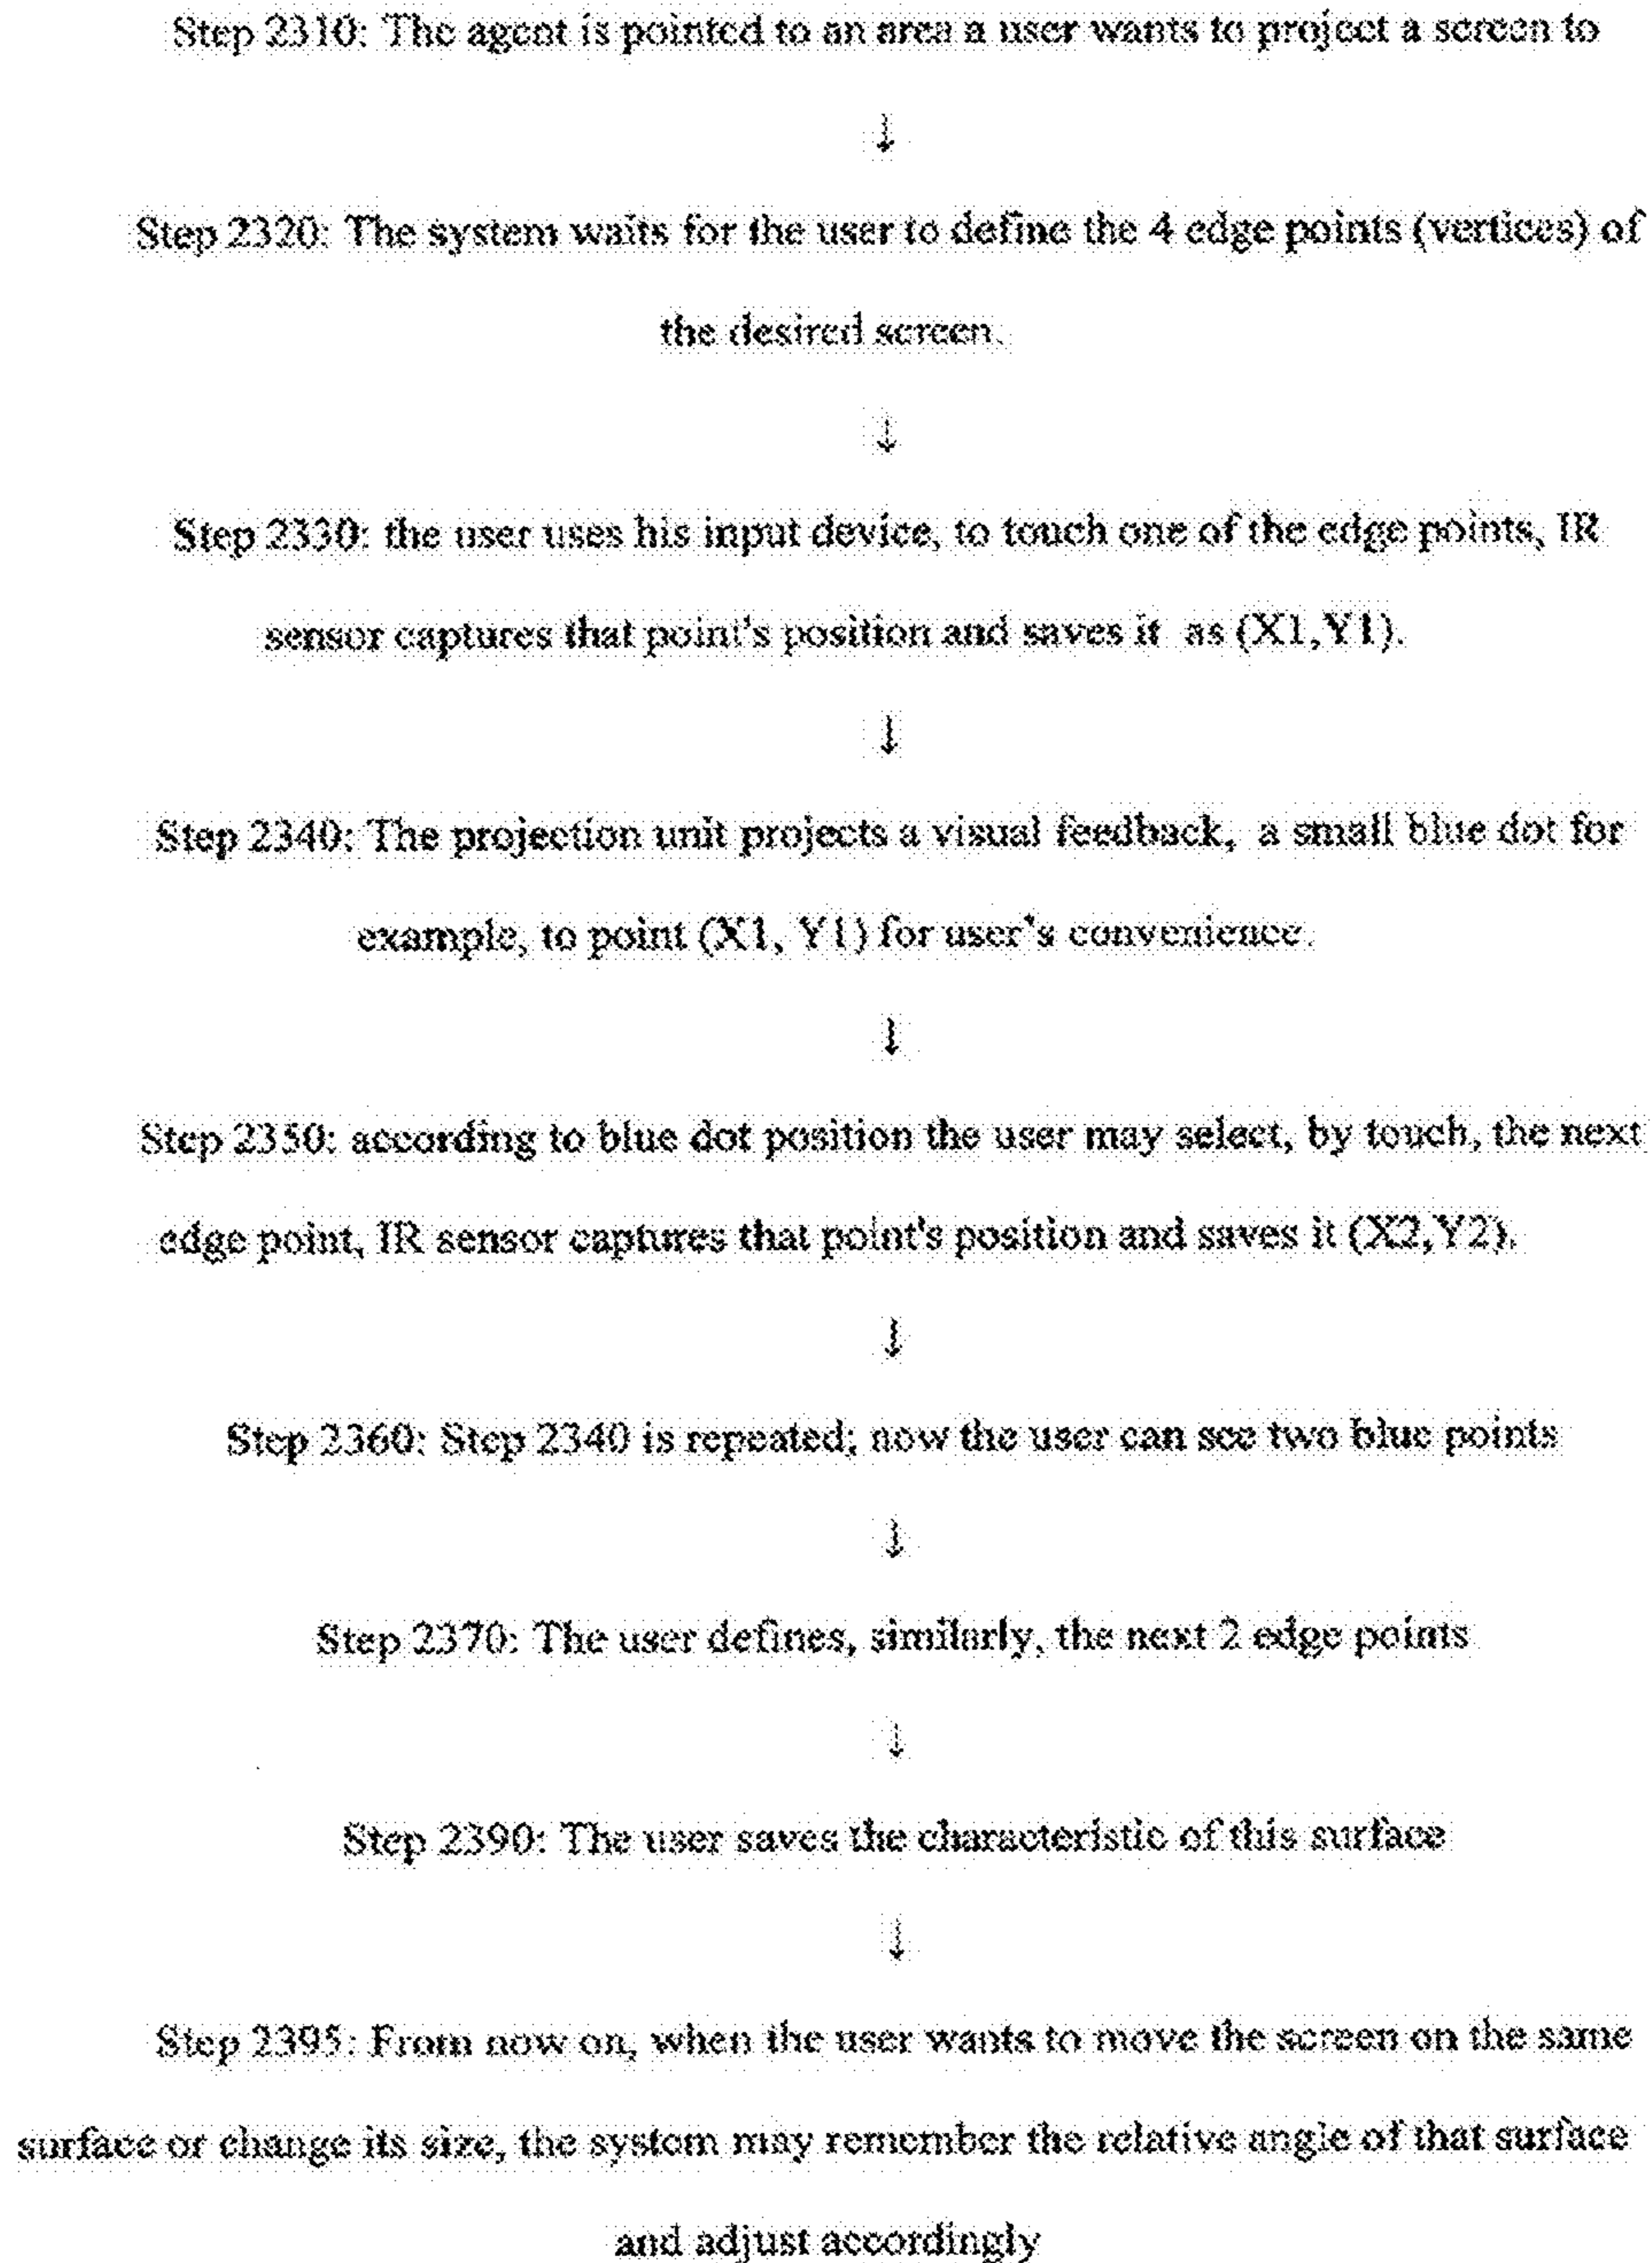 Step 2310: The agent is pointed to an area a user wants to project a screen to
↓
Step 2320: The system waits for the user to define the 4 edge points (vertices) of
the desired screen.
↓
Step 2330: the user uses his input device, to touch one of the edge points, IR
sensor captures that point's position and saves it as (X1,Y1).
↓
Step 2340: The projection unit projects a visual feedback, a small blue dot for
example, to point (X1, Y1) for user's convenience.
↓
Step 2350: according to blue dot position the user may select, by touch, the next
edge point, IR sensor captures that point's position and saves it (X2,Y2).
↓
Step 2360: Step 2340 is repeated; now the user can see two blue points
↓
Step 2370: The user defines, similarly, the next 2 edge points
↓
Step 2390: The user saves the characteristic of this surface
↓
Step 2395: From now on, when the user wants to move the screen on the same
surface or change its size, the system may remember the relative angle of that surface
and adjust accordingly